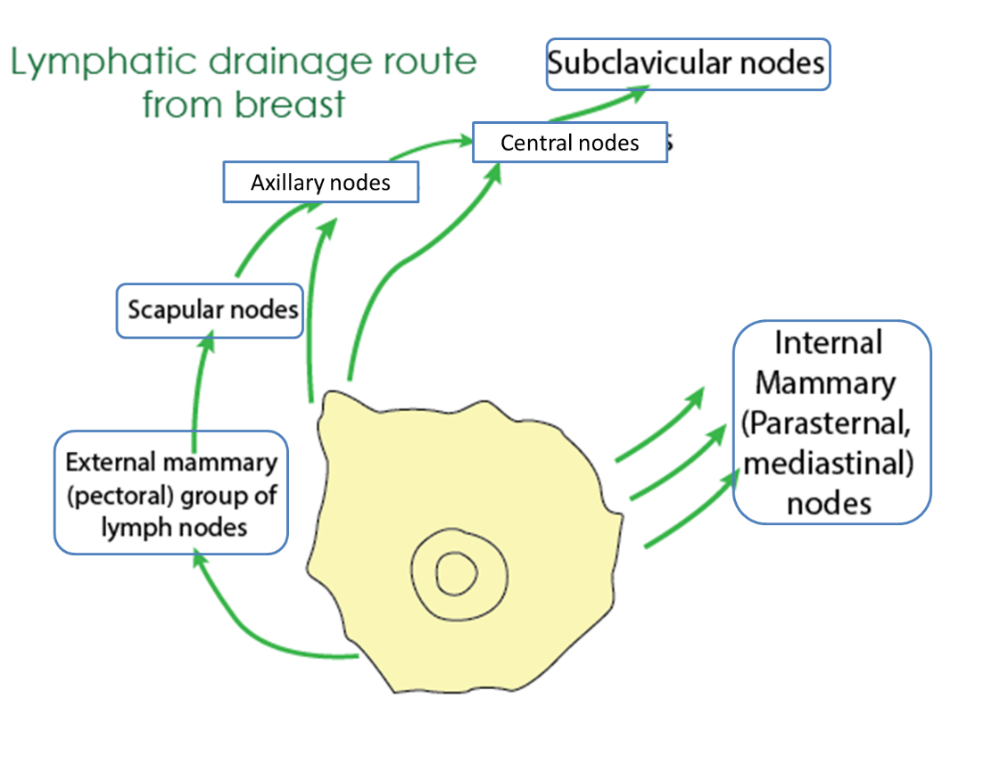 Lymphatic drainage route
from breast
Subclavicular nodes
Central nodes
Axillary nodes
Scapular nodes
External mammary
(pectoral) group of
lymph nodes
Internal
Mammary
(Parasternal,
mediastinal)
nodes